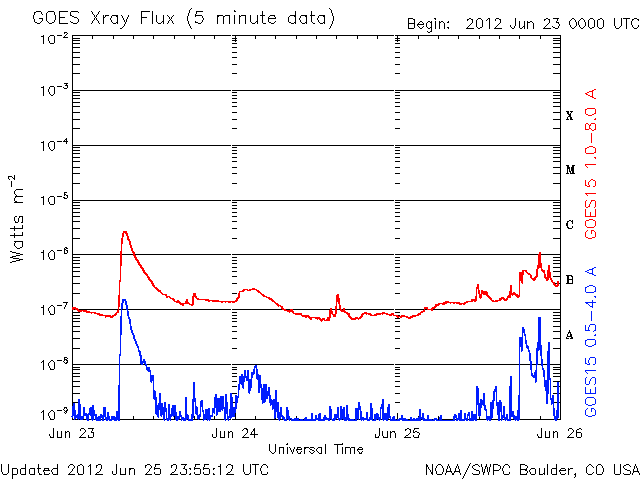 GOES Xray Flux (5 minute data)
Begin: 2012 Jun 23 0000 UTC
10-2
10-3
10-4
10-5
10-6
10-7
10-8
10-9
Watts m-2
X
M
C
B
A
GOES15 1.0-8.0 A
GOES15 0.5-4.0 A
Jun 23 Jun 24 Jun 25 Jun 26
Universal Time
Updated 2012 Jun 25 23:55:12 UTC
NOAA/SWPC Boulder, CO USA